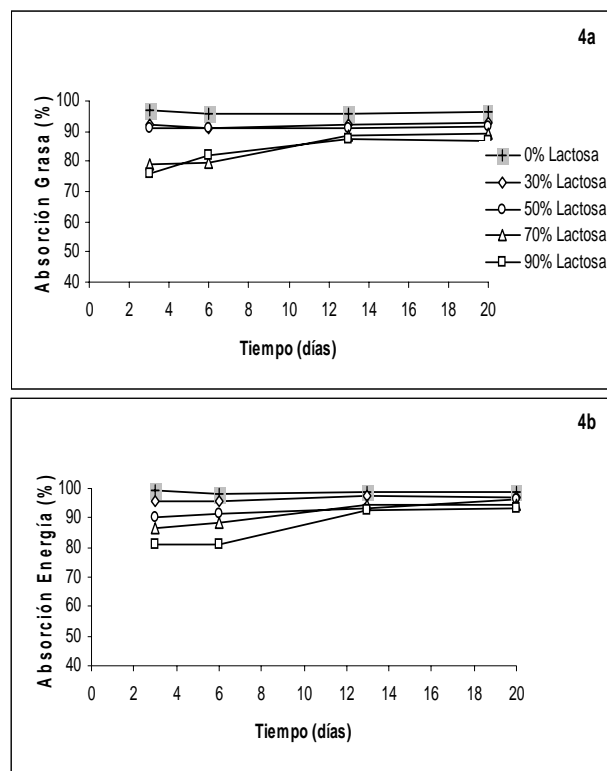 4a
Absorción Grasa (%)
100
90
80
70
60
50
40
0 2 4 6 8 10 12 14 16 18 20
Tiempo (días)
0% Lactosa
30% Lactosa
50% Lactosa
70% Lactosa
90% Lactosa
4b
Absorción Energía (%)
100
90
80
70
60
50
40
0 2 4 6 8 10 12 14 16 18 20
Tiempo (días)